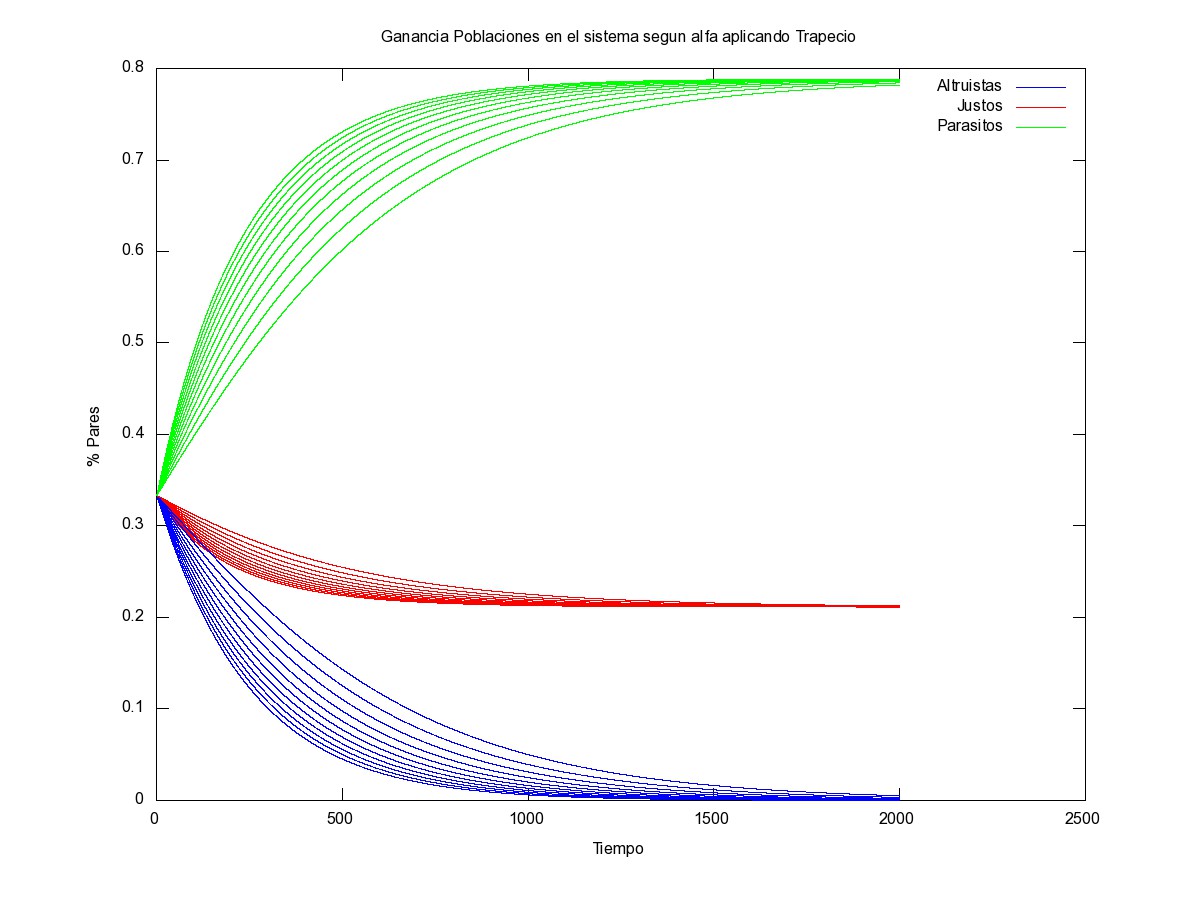 Ganancia Poblaciones en el sistema segun alfa aplicando Trapecio
0.8
0.7
0.6
0.5
0.4
0.3
0.2
0.1
0
% Pares
Altruistas
Justos
Parasitos
0 500 1000 1500 2000 2500
Tiempo